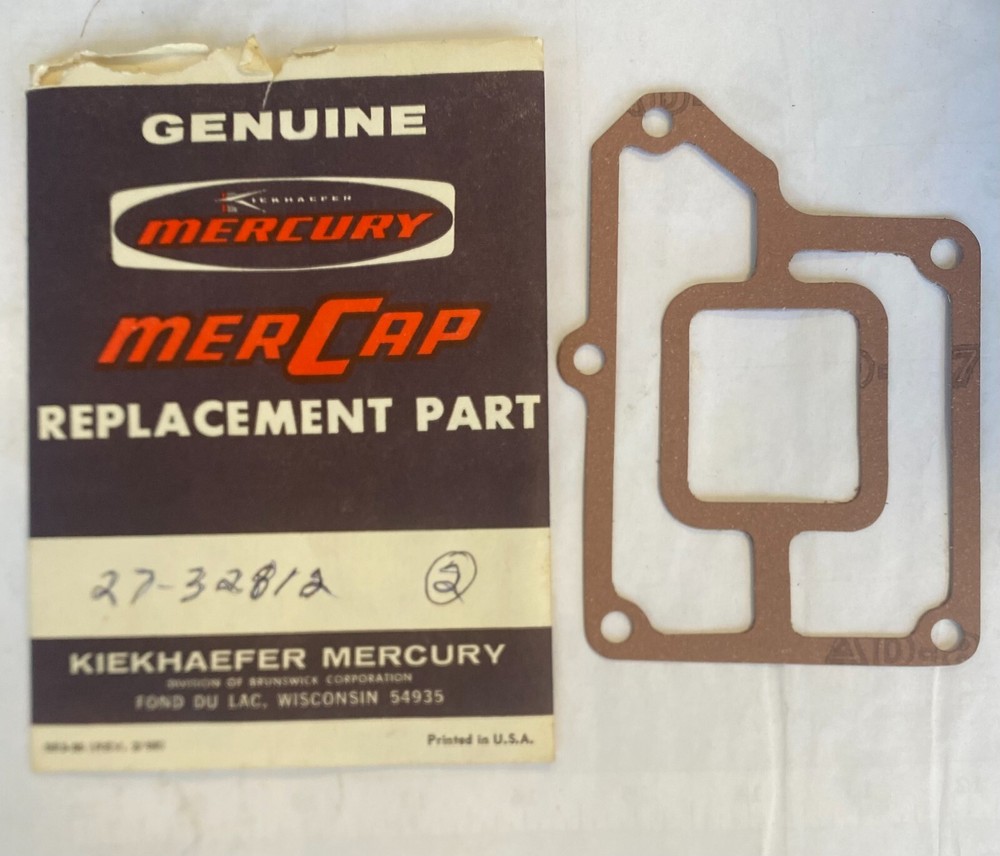 GENUINE
KIEKHAEFER
MERCURY
MERCAP
REPLACEMENT PART
27-32812 2
KIEKHAEFER MERCURY
DIVISION OF BRUNSWICK CORPORATION
FOND DU LAC, WISCONSIN 54935
Printed in U.S.A.